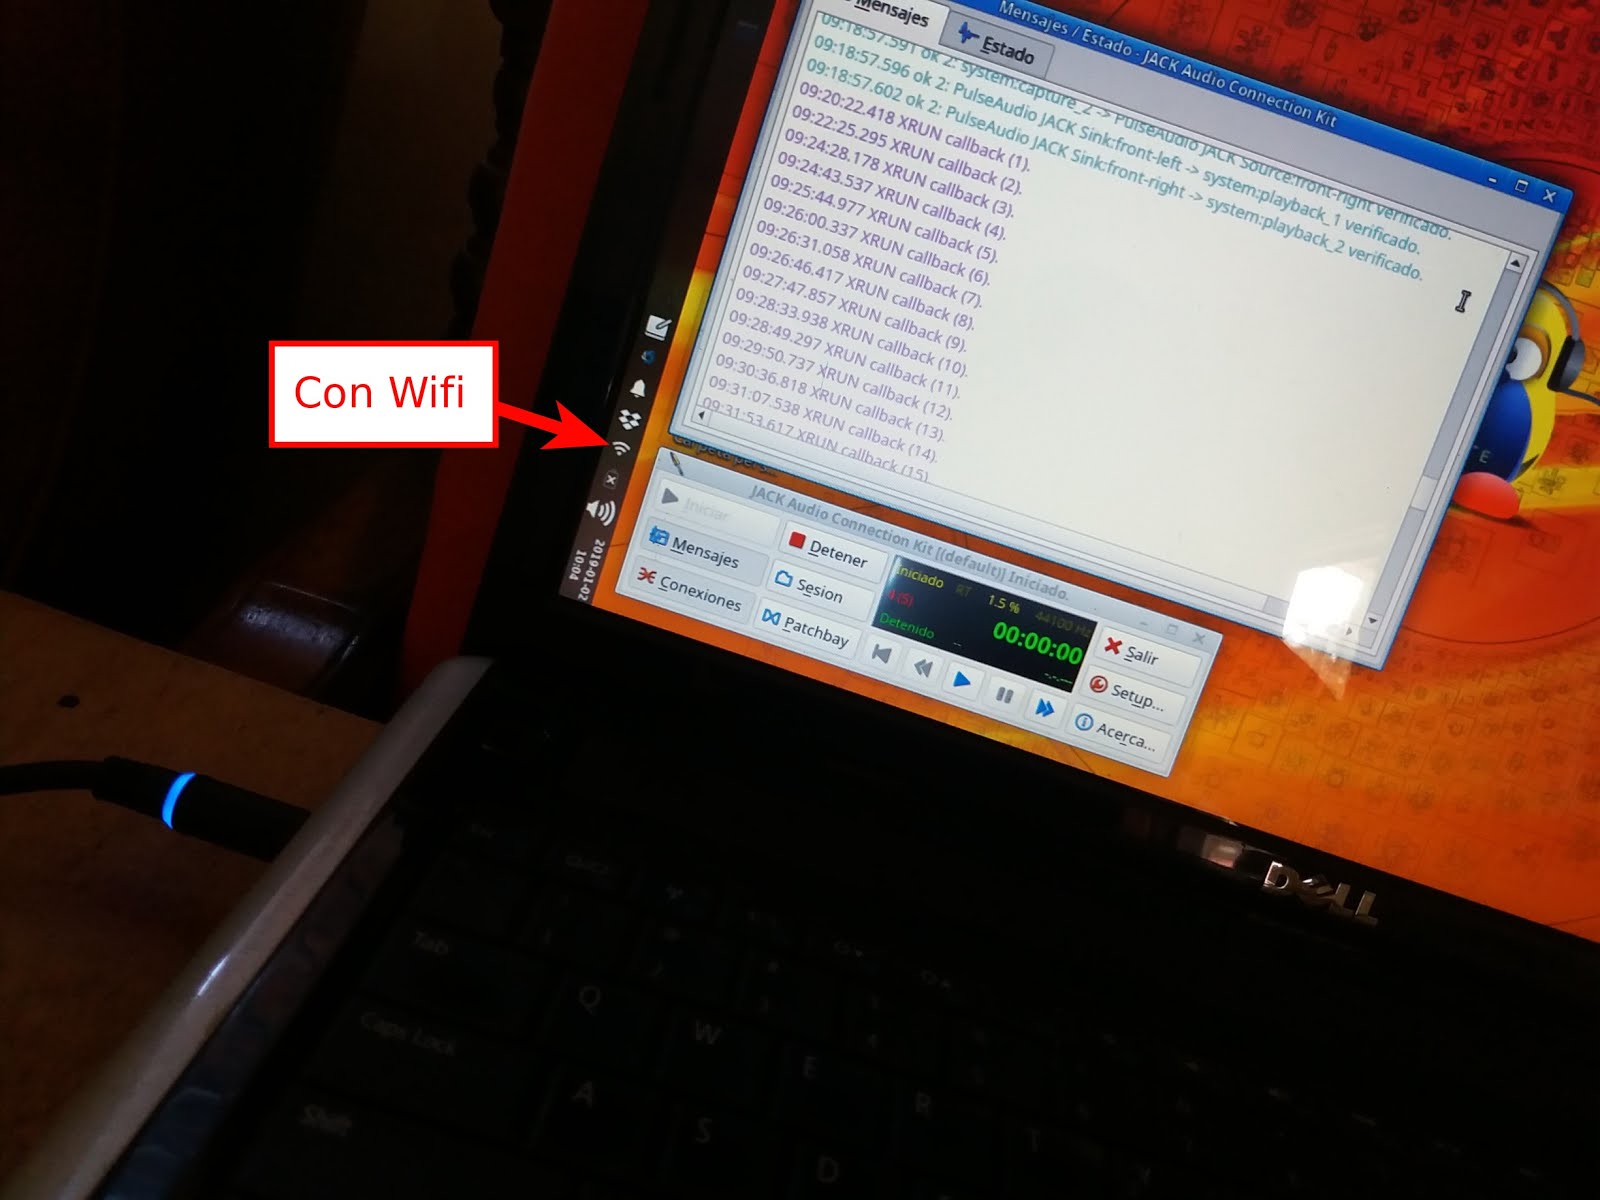 Mensajes / Estado - JACK Audio Connection Kit
Mensajes
Estado
09:18:57.591 ok 2: system:capture_2 -> PulseAudio JACK Source:front-right verificado.
09:18:57.596 ok 2: PulseAudio JACK Sink:front-left -> system:playback_1 verificado.
09:18:57.602 ok 2: PulseAudio JACK Sink:front-right -> system:playback_2 verificado.
09:20:22.418 XRUN callback (1).
09:22:25.295 XRUN callback (2).
09:24:28.178 XRUN callback (3).
09:24:43.537 XRUN callback (4).
09:25:44.977 XRUN callback (5).
09:26:00.337 XRUN callback (6).
09:26:31.058 XRUN callback (7).
09:26:46.417 XRUN callback (8).
09:27:47.857 XRUN callback (9).
09:28:33.938 XRUN callback (10).
09:28:49.297 XRUN callback (11).
09:29:50.737 XRUN callback (12).
09:30:36.818 XRUN callback (13).
09:31:07.538 XRUN callback (14).
09:31:53.617 XRUN callback (15)
Con Wifi
2019-01-02
10:04
JACK Audio Connection Kit [(default)] Iniciado.
Iniciar
Detener
Mensajes
Sesion
Conexiones
Patchbay
Iniciado RT 1.5 % 44100 Hz
Detenido -- 00:00:00
-.-.---
Salir
Setup...
Acerca...
DELL
Tab
Q
W
E
R
T
Caps Lock
A
S
D
Shift